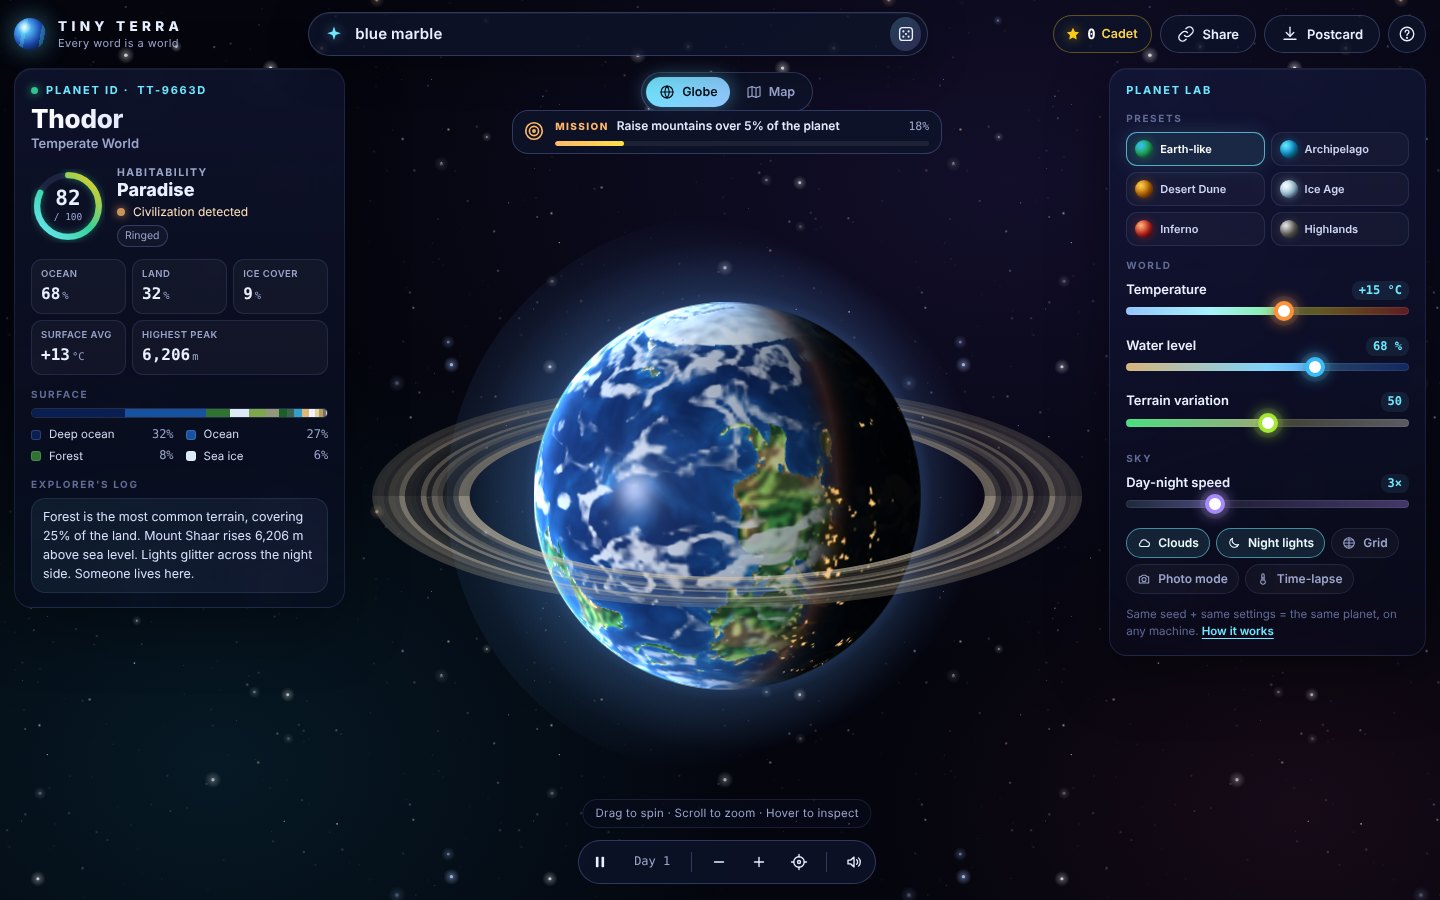 TINY TERRA
Every word is a world
blue marble
0 Cadet
Share
Postcard
PLANET ID · TT-9663D
Thodor
Temperate World
82
/ 100
HABITABILITY
Paradise
Civilization detected
Ringed
OCEAN
68 %
LAND
32 %
ICE COVER
9 %
SURFACE AVG
+13 °C
HIGHEST PEAK
6,206 m
SURFACE
Deep ocean 32%
Ocean 27%
Forest 8%
Sea ice 6%
EXPLORER'S LOG
Forest is the most common terrain, covering
25% of the land. Mount Shaar rises 6,206 m
above sea level. Lights glitter across the night
side. Someone lives here.
Globe
Map
MISSION Raise mountains over 5% of the planet 18%
Drag to spin · Scroll to zoom · Hover to inspect
Day 1
PLANET LAB
PRESETS
Earth-like
Archipelago
Desert Dune
Ice Age
Inferno
Highlands
WORLD
Temperature +15 °C
Water level 68 %
Terrain variation 50
SKY
Day-night speed 3×
Clouds
Night lights
Grid
Photo mode
Time-lapse
Same seed + same settings = the same planet, on
any machine. How it works